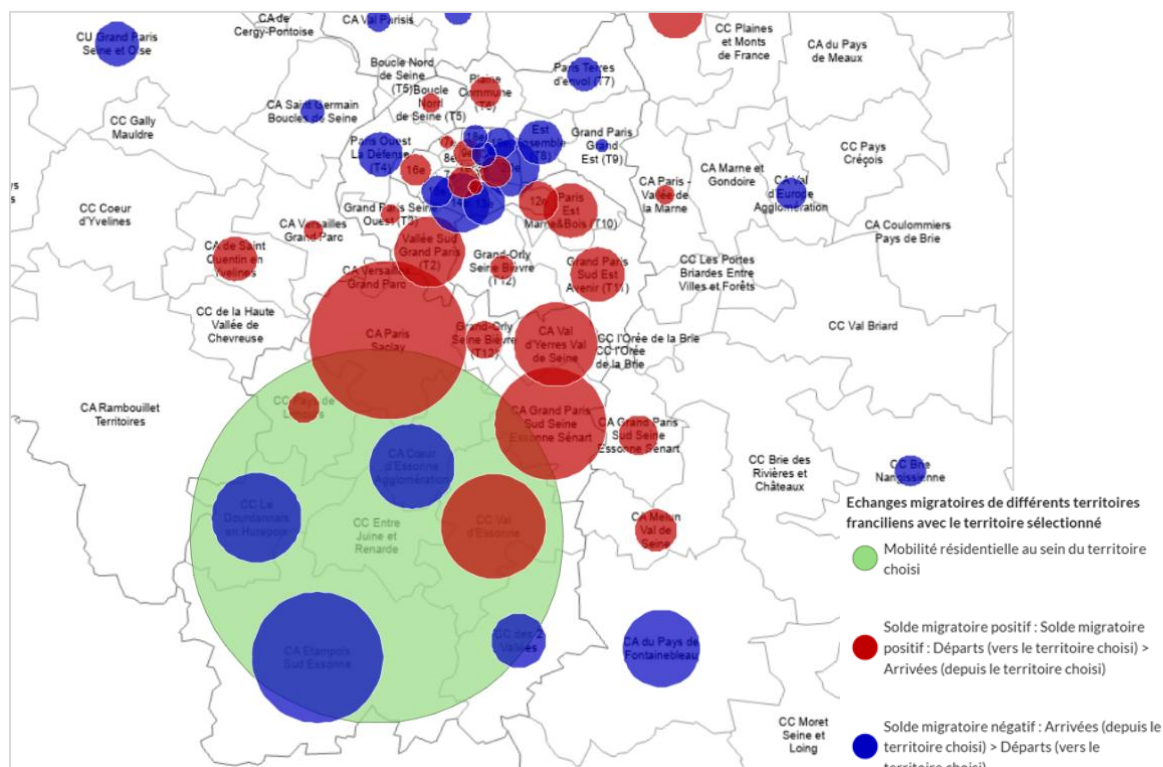 CA de
Cergy-Pontoise
CA Val Parisis
CC Plaines
et Monts
de France
CA du Pays
de Meaux
CU Grand Paris
Seine et Oise
Boucle Nord
de Seine
(T5)
Boucle
Nord
de Seine (T5)
Plaine
Commune
(T6)
Paris Terres
d'envol (T7)
CA Saint Germain
Boucles de Seine
CC Gally
Mauldre
Paris Ouest
La Défense
(T4)
18e
Est
Ensemble
(T8)
Grand Paris
Grand
Est (T9)
CC Pays
Créçois
8e
9e
16e
CA Marne et
Gondoire
CA Paris -
Vallée de
la Marne
CA Val
d'Europe
Agglomération
12e
Paris
Est
Marne&Bois (T10)
CC Coeur
d'Yvelines
Grand Paris Seine
Ouest (T3)
CA Versailles
Grand Parc
CA Coulommiers
Pays de Brie
CA de Saint
Quentin en
Yvelines
Vallée Sud
Grand Paris
(T2)
CA Versailles
Grand Parc
Grand-Orly
Seine Bièvre
(T12)
Grand Paris
Sud Est
Avenir (T11)
CC Les Portes
Briardes Entre
Villes et Forêts
CC de la Haute
Vallée de
Chevreuse
CA Paris
Saclay
Grand-Orly
Seine Bièvre
(T12)
CA Val
d'Yerres Val
de Seine
CC l'Orée de la Brie
CC l'Orée
de la Brie
CC Val Briard
CA Rambouillet
Territoires
CC Pays de
Limours
CA Grand Paris
Sud Seine
Essonne Sénart
CA Grand Paris
Sud Seine
Essonne Sénart
CA Cœur
d'Essonne
Agglomération
CC Brie des
Rivières et
Châteaux
CC Brie
Nangissienne
CC Le
Dourdannais
en Hurepoix
CC Entre
Juine et
Renarde
CC Val
d'Essonne
CA Melun
Val de
Seine
CA Etampois
Sud Essonne
CC des 2
Vallées
CA du Pays de
Fontainebleau
CC Moret
Seine et
Loing
Echanges migratoires de différents territoires
franciliens avec le territoire sélectionné
Mobilité résidentielle au sein du territoire
choisi
Solde migratoire positif : Solde migratoire
positif : Départs (vers le territoire choisi) >
Arrivées (depuis le territoire choisi)
Solde migratoire négatif : Arrivées (depuis le
territoire choisi) > Départs (vers le
territoire choisi)